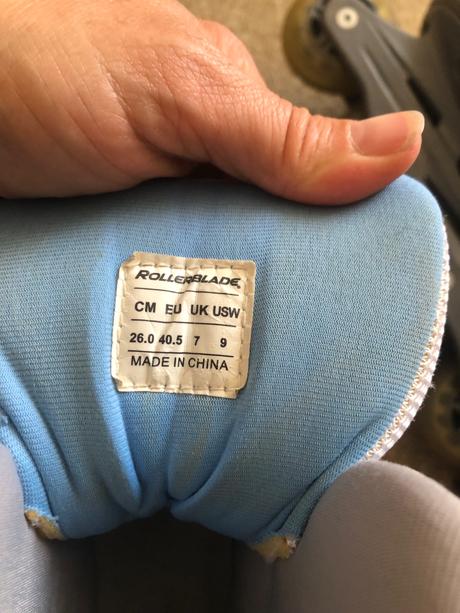 ROLLERBLADE
CM EU UK USW
26.0 40.5 7 9
MADE IN CHINA